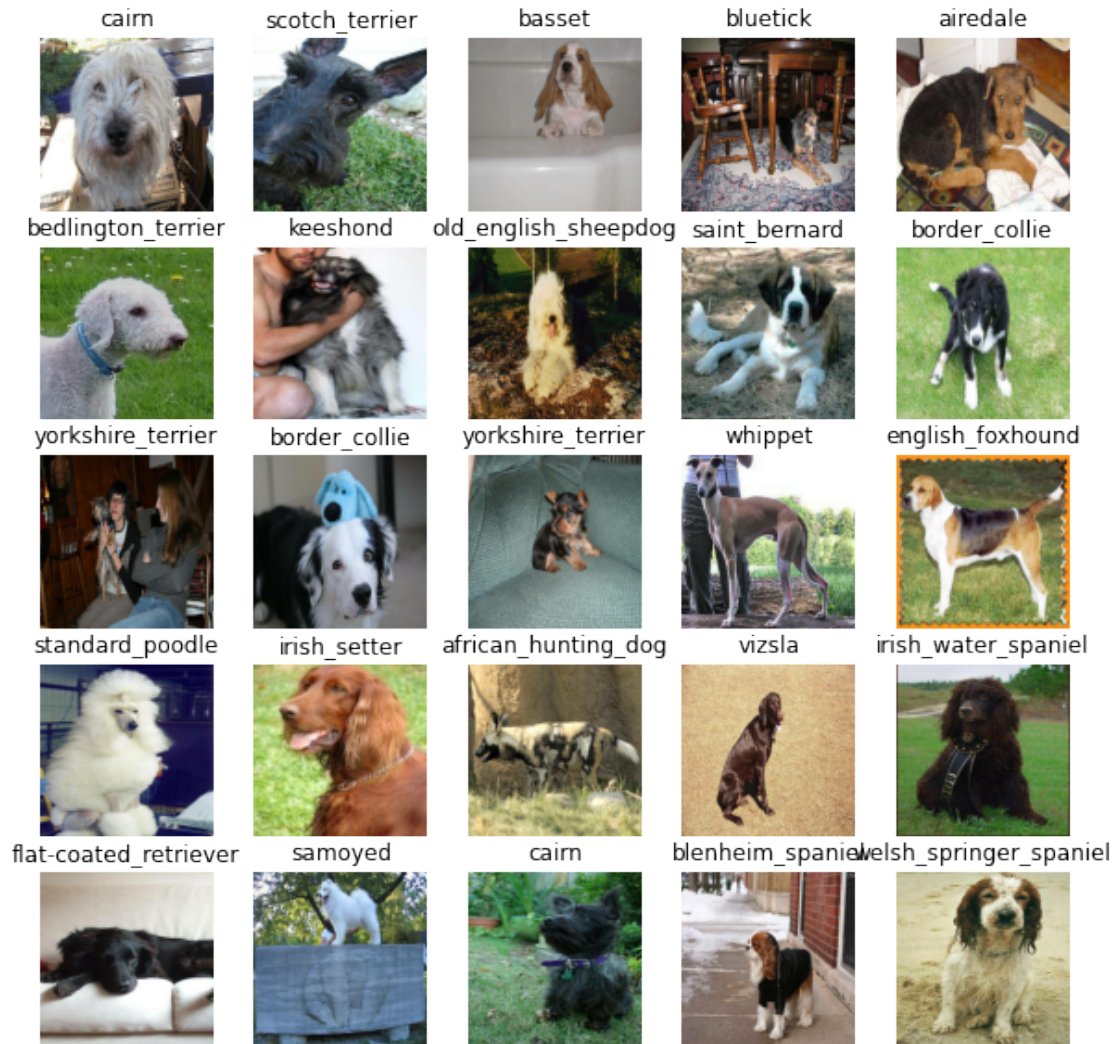 cairn scotch_terrier basset bluetick airedale
bedlington_terrier keeshond old_english_sheepdog saint_bernard border_collie
yorkshire_terrier border_collie yorkshire_terrier whippet english_foxhound
standard_poodle irish_setter african_hunting_dog vizsla irish_water_spaniel
flat-coated_retriever samoyed cairn blenheim_spaniel welsh_springer_spaniel